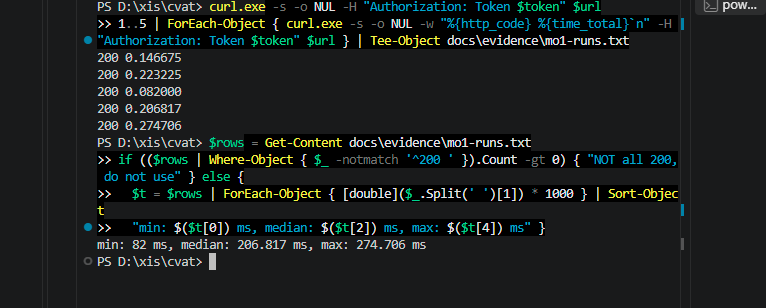 PS D:\xis\cvat> curl.exe -s -o NUL -H "Authorization: Token $token" $url
>> 1..5 | ForEach-Object { curl.exe -s -o NUL -w "%{http_code} %{time_total}`n" -H
"Authorization: Token $token" $url } | Tee-Object docs\evidence\mo1-runs.txt
200 0.146675
200 0.223225
200 0.082000
200 0.206817
200 0.274706
PS D:\xis\cvat> $rows = Get-Content docs\evidence\mo1-runs.txt
>> if (($rows | Where-Object { $_ -notmatch '^200 ' }).Count -gt 0) { "NOT all 200,
do not use" } else {
>>   $t = $rows | ForEach-Object { [double]($_.Split(' ')[1]) * 1000 } | Sort-Objec
t
>>   "min: $($t[0]) ms, median: $($t[2]) ms, max: $($t[4]) ms" }
min: 82 ms, median: 206.817 ms, max: 274.706 ms
PS D:\xis\cvat>
pow...